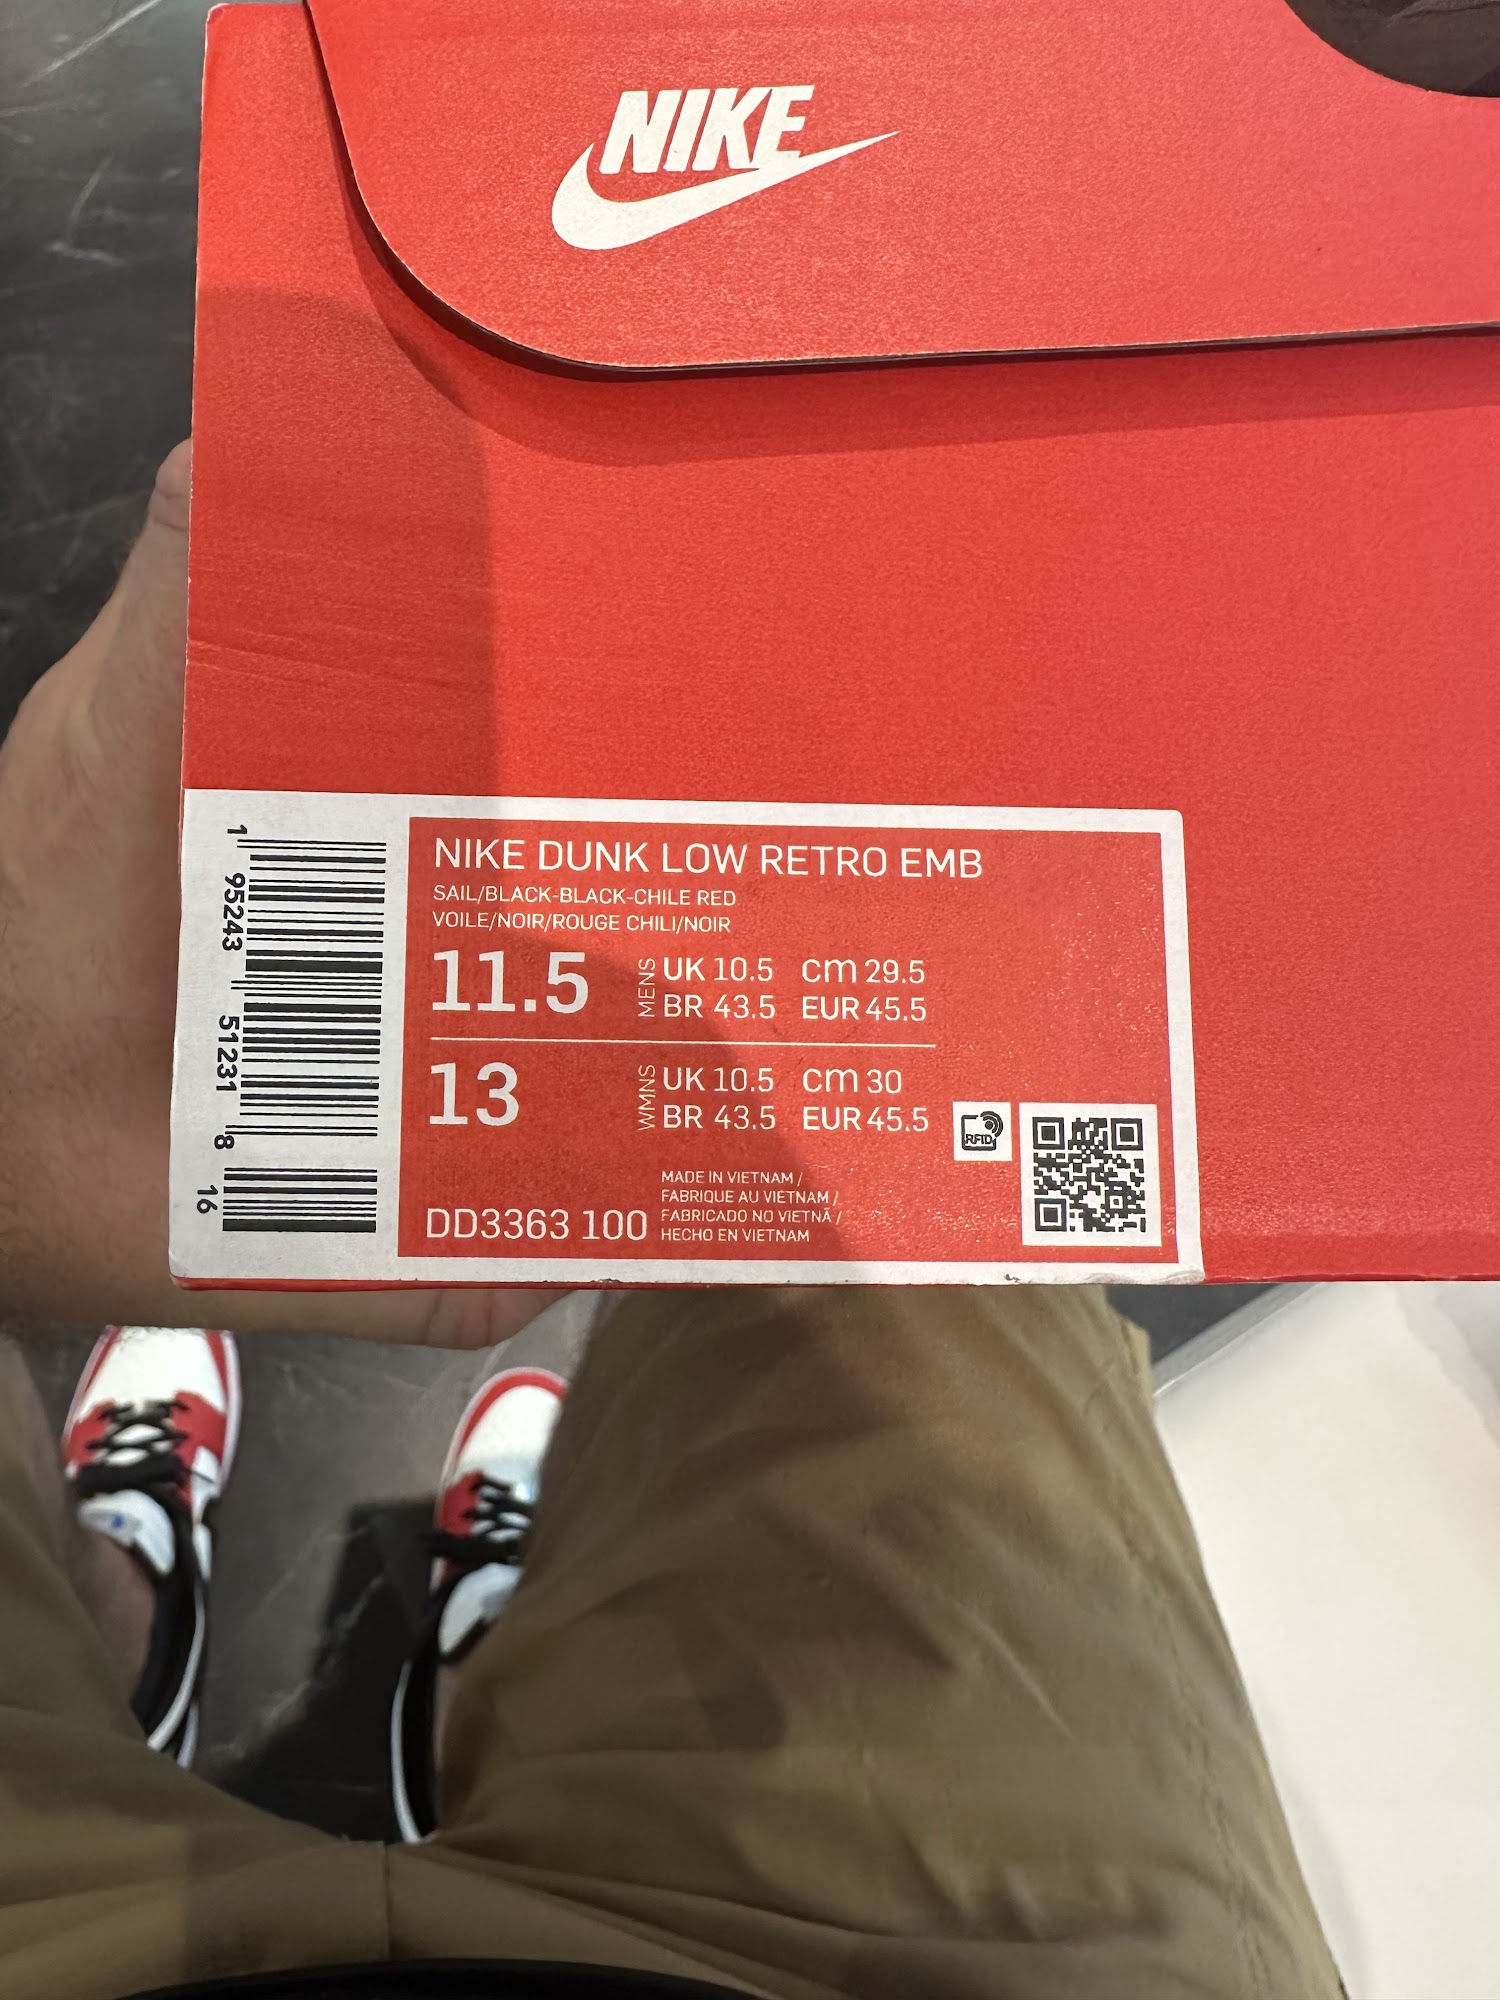 NIKE
NIKE DUNK LOW RETRO EMB
SAIL/BLACK-BLACK-CHILE RED
VOILE/NOIR/ROUGE CHILI/NOIR
11.5 MENS UK 10.5 cm 29.5
BR 43.5 EUR 45.5
13 WMNS UK 10.5 cm 30
BR 43.5 EUR 45.5
RFID
MADE IN VIETNAM /
FABRIQUE AU VIETNAM /
FABRICADO NO VIETNÃ /
HECHO EN VIETNAM
DD3363 100
1 95243 51231 8 16